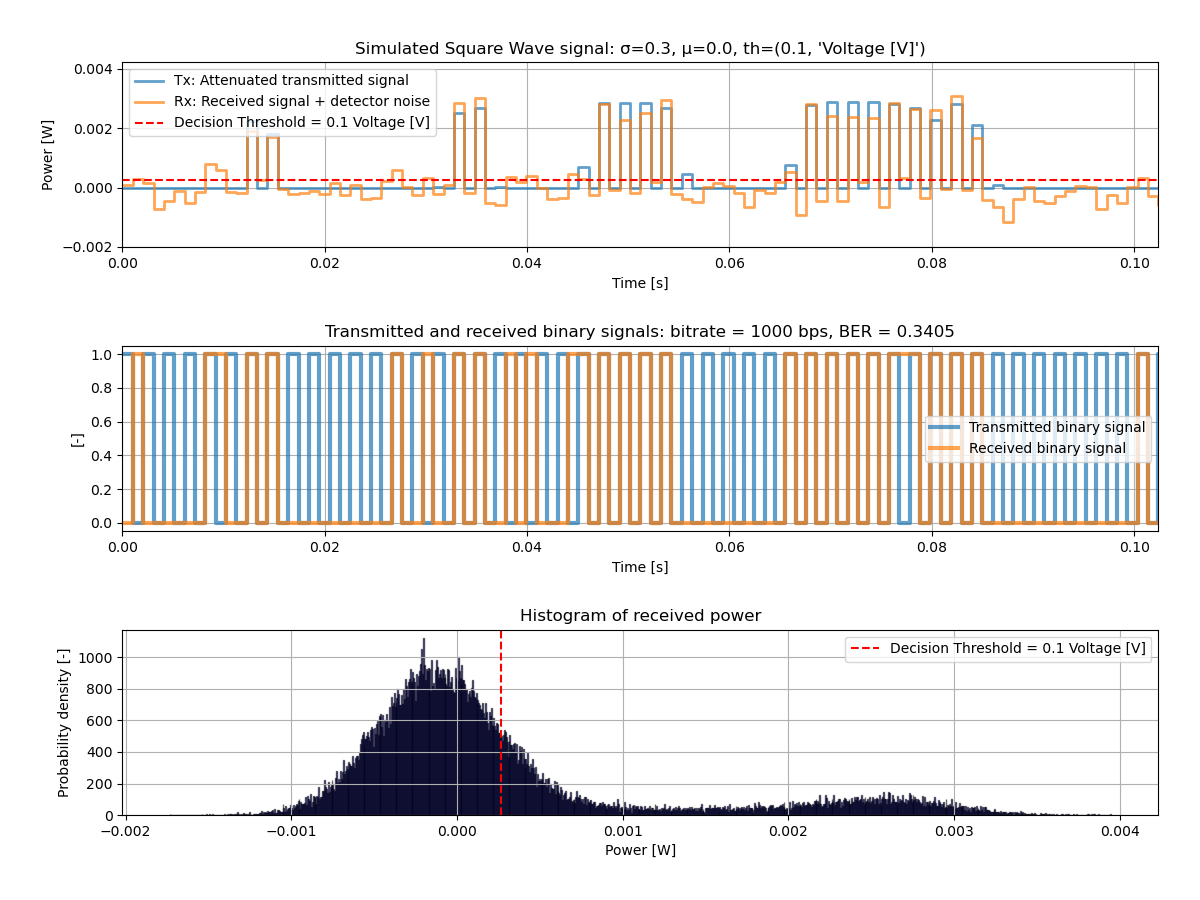 Simulated Square Wave signal: σ=0.3, μ=0.0, th=(0.1, 'Voltage [V]')
Power [W]
0.004
0.002
0.000
−0.002
Tx: Attenuated transmitted signal
Rx: Received signal + detector noise
Decision Threshold = 0.1 Voltage [V]
0.00 0.02 0.04 0.06 0.08 0.10
Time [s]
Transmitted and received binary signals: bitrate = 1000 bps, BER = 0.3405
[-]
1.0
0.8
0.6
0.4
0.2
0.0
Transmitted binary signal
Received binary signal
0.00 0.02 0.04 0.06 0.08 0.10
Time [s]
Histogram of received power
Probability density [-]
1000
800
600
400
200
0
Decision Threshold = 0.1 Voltage [V]
−0.002 −0.001 0.000 0.001 0.002 0.003 0.004
Power [W]